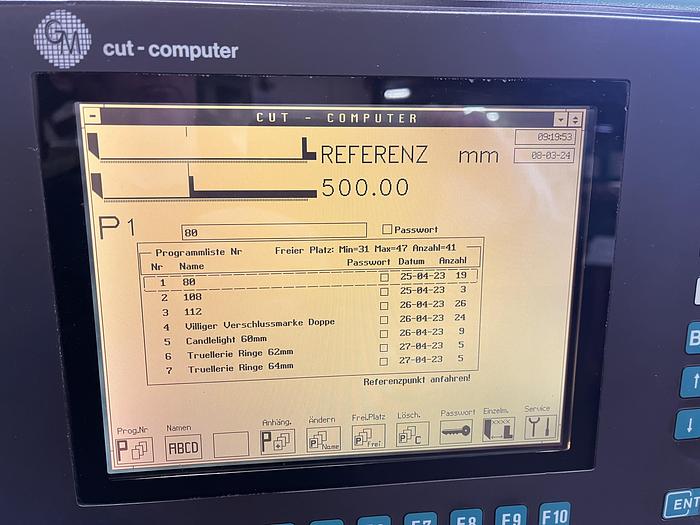 GM cut-computer
CUT - COMPUTER
09:19:53
REFERENZ mm
08-03-24
500.00
P 1
80
Passwort
Programmliste Nr Freier Platz: Min=31 Max=47 Anzahl=41
Nr Name Passwort Datum Anzahl
1 80 25-04-23 19
2 108 25-04-23 3
3 112 26-04-23 26
4 Villiger Verschlussmarke Doppe 26-04-23 24
5 Candlelight 60mm 26-04-23 9
6 Truellerie Ringe 62mm 27-04-23 5
7 Truellerie Ringe 64mm 27-04-23 5
Referenzpunkt anfahren!
Prog.Nr Namen Anhäng. Ändern Frei.Platz Lösch. Passwort Einzelm. Service
P ABCD P P Name P Frei P C xxxx
B
↑
↓
ENT
F7 F8 F9 F10